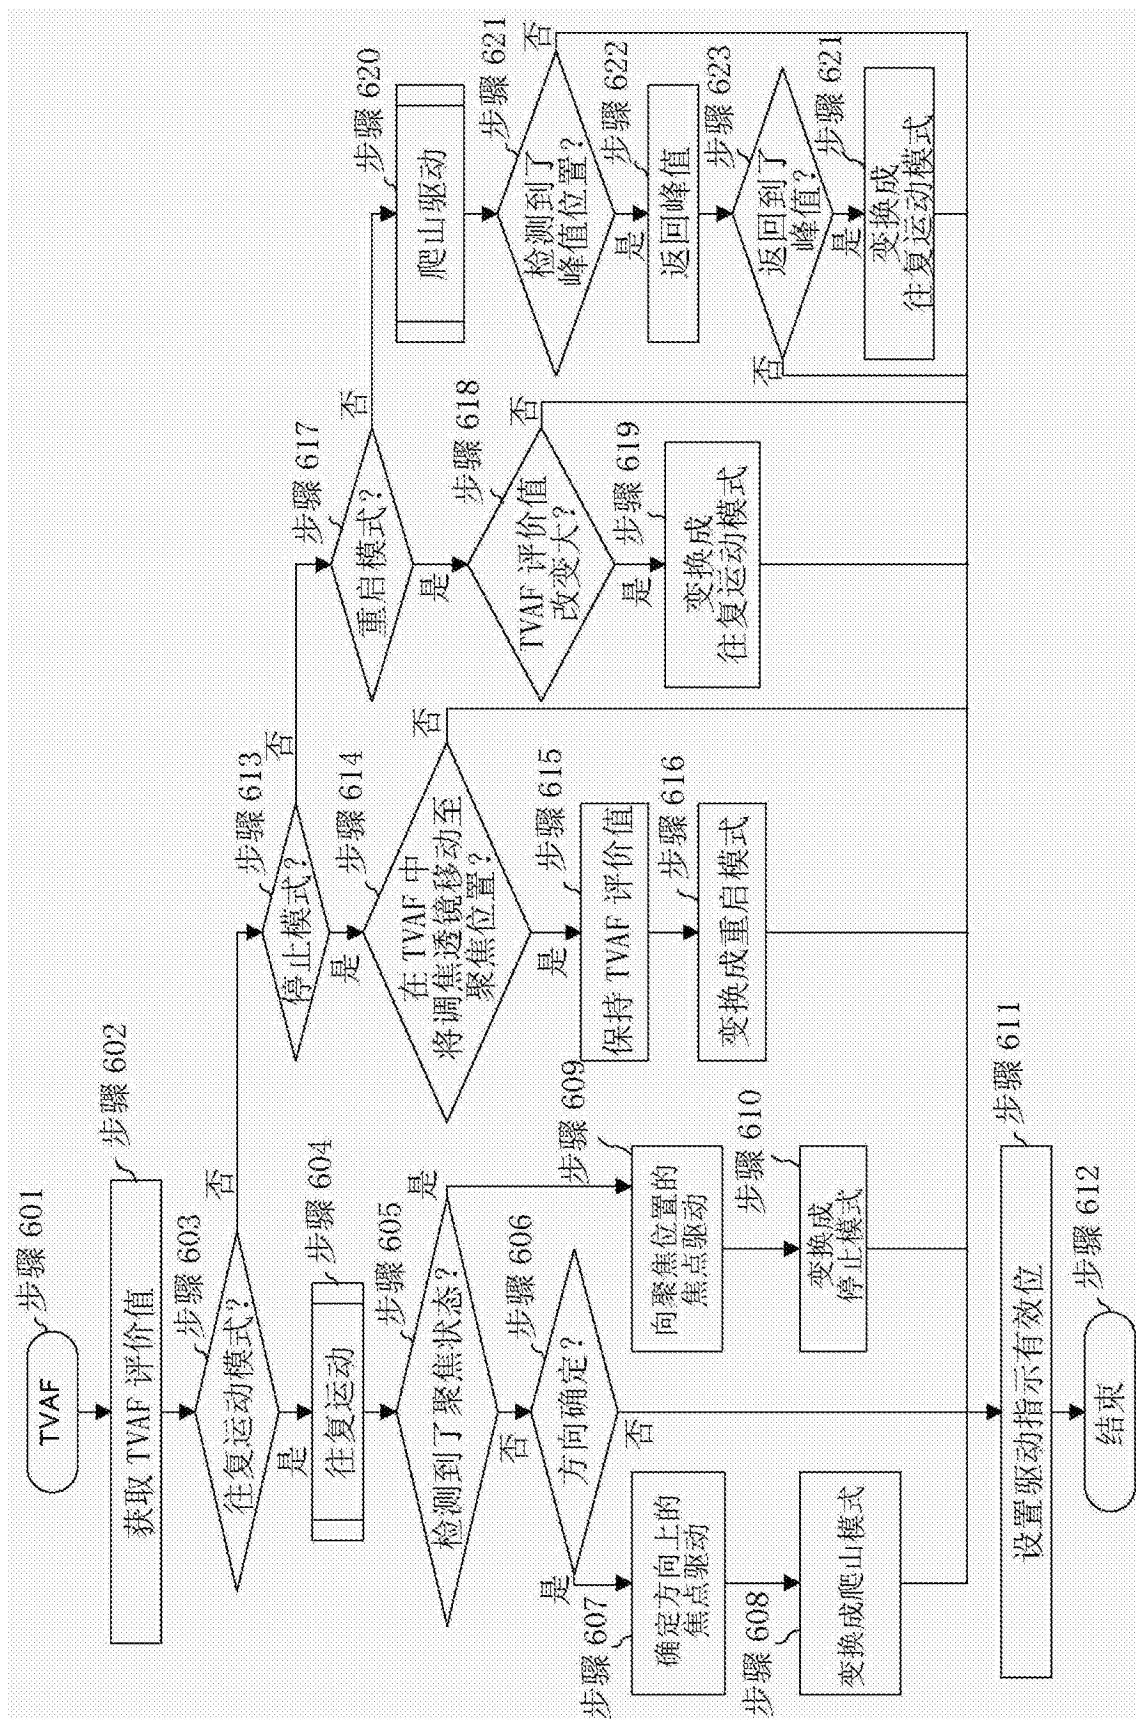 TVAF
步骤 601
获取 TVAF 评价值
步骤 602
往复运动模式？
步骤 603
否
是
往复运动
步骤 604
检测到了聚焦状态？
步骤 605
是
否
方向确定？
步骤 606
是
否
确定方向上的
焦点驱动
步骤 607
变换成爬山模式
步骤 608
向聚焦位置的
焦点驱动
步骤 609
变换成
停止模式
步骤 610
设置驱动指示有效位
步骤 611
结束
步骤 612
停止模式？
步骤 613
否
是
在 TVAF 中
将调焦透镜移动至
聚焦位置？
步骤 614
否
是
保持 TVAF 评价值
步骤 615
变换成重启模式
步骤 616
重启模式？
步骤 617
否
是
TVAF 评价值
改变大？
步骤 618
否
是
变换成
往复运动模式
步骤 619
爬山驱动
步骤 620
检测到了
峰值位置？
步骤 621
否
是
返回峰值
步骤 622
返回到了
峰值？
步骤 623
否
是
变换成
往复运动模式
步骤 621